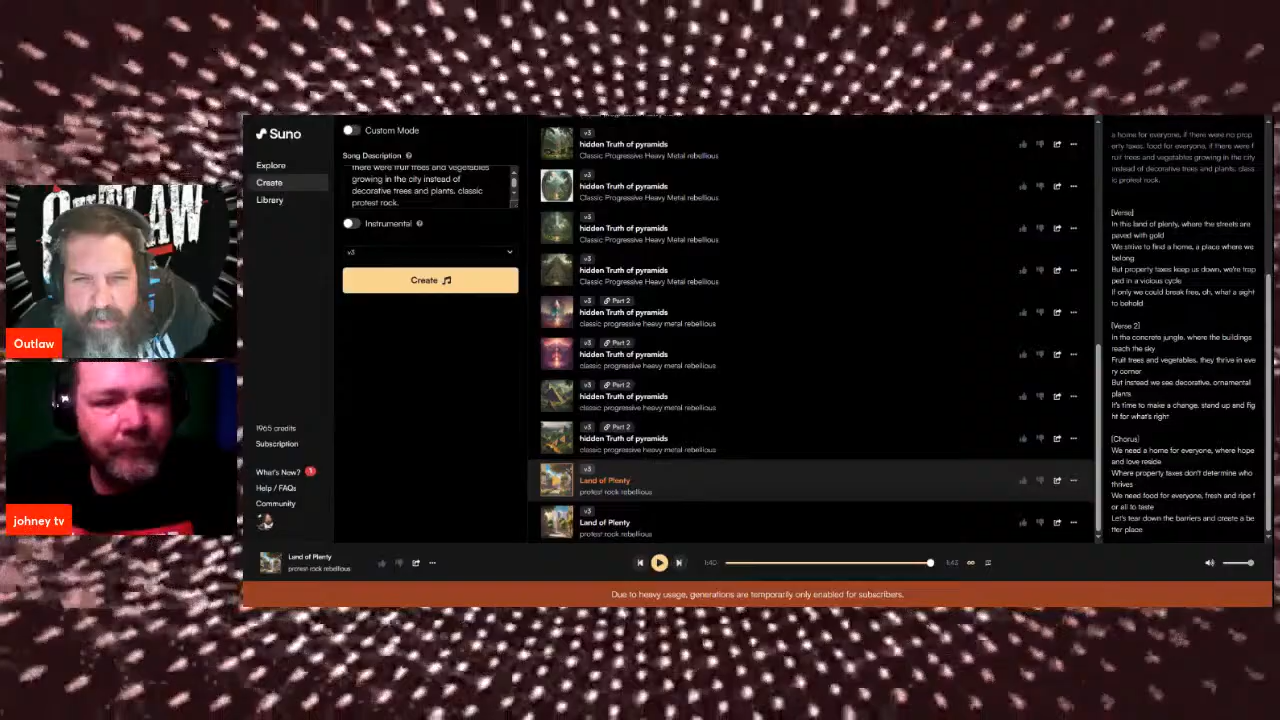 OUTLAW
Outlaw
johney tv
Suno
Explore
Create
Library
1965 credits
Subscription
What's New? 1
Help / FAQs
Community
Custom Mode
Song Description
there were fruit trees and vegetables
growing in the city instead of
decorative trees and plants. classic
protest rock.
Instrumental
v3
Create
v3
hidden Truth of pyramids
Classic Progressive Heavy Metal rebellious
v3
hidden Truth of pyramids
Classic Progressive Heavy Metal rebellious
v3
hidden Truth of pyramids
Classic Progressive Heavy Metal rebellious
v3
hidden Truth of pyramids
Classic Progressive Heavy Metal rebellious
v3 Part 2
hidden Truth of pyramids
classic progressive heavy metal rebellious
v3 Part 2
hidden Truth of pyramids
classic progressive heavy metal rebellious
v3 Part 2
hidden Truth of pyramids
classic progressive heavy metal rebellious
v3 Part 2
hidden Truth of pyramids
classic progressive heavy metal rebellious
v3
Land of Plenty
protest rock rebellious
v3
Land of Plenty
protest rock rebellious
a home for everyone, if there were no prop
erty taxes. food for everyone, if there were f
ruit trees and vegetables growing in the city
instead of decorative trees and plants. class
ic protest rock.
[Verse]
In this land of plenty, where the streets are
paved with gold
We strive to find a home, a place where we
belong
But property taxes keep us down, we're trap
ped in a vicious cycle
If only we could break free, oh, what a sight
to behold
[Verse 2]
In the concrete jungle, where the buildings
reach the sky
Fruit trees and vegetables, they thrive in eve
ry corner
But instead we see decorative, ornamental
plants
It's time to make a change, stand up and fig
ht for what's right
[Chorus]
We need a home for everyone, where hope
and love reside
Where property taxes don't determine who
thrives
We need food for everyone, fresh and ripe f
or all to taste
Let's tear down the barriers and create a be
tter place
Land of Plenty
protest rock rebellious
1:40
1:43
Due to heavy usage, generations are temporarily only enabled for subscribers.